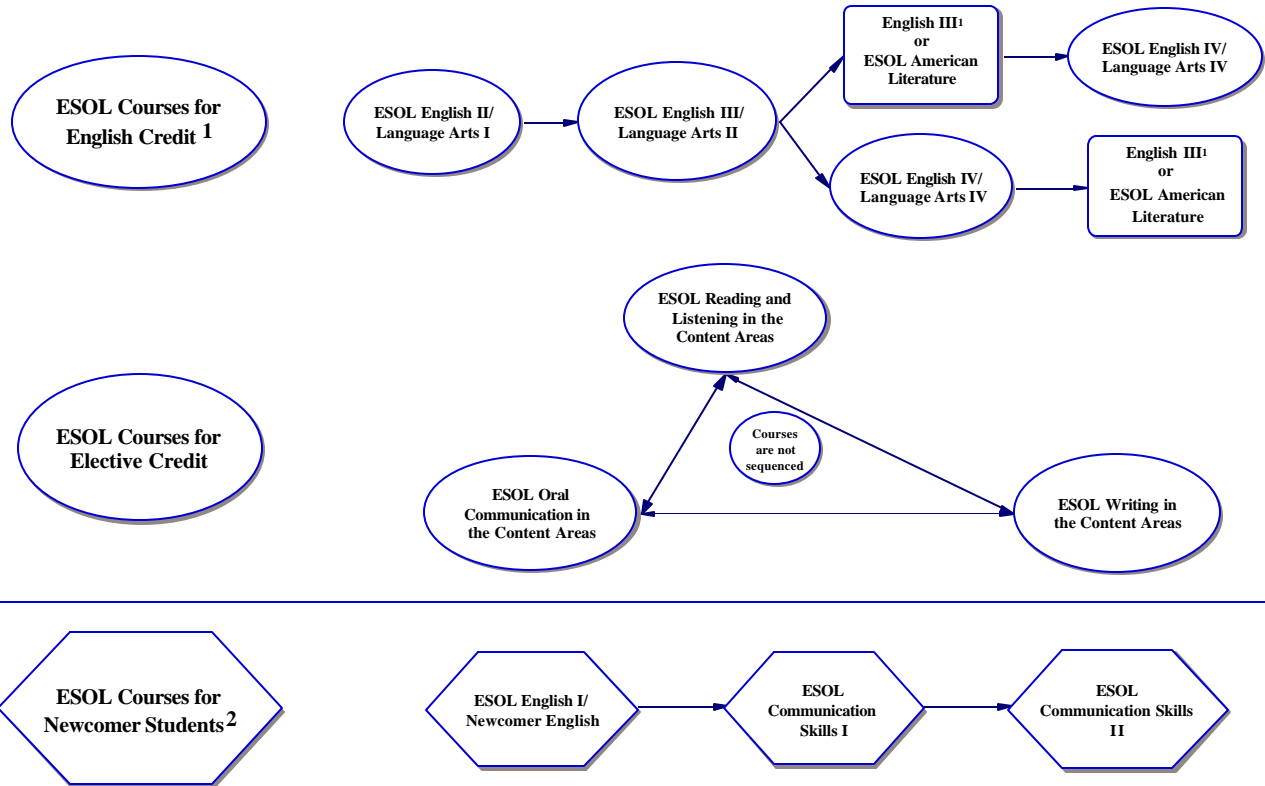 ESOL Courses for
English Credit 1
ESOL English II/
Language Arts I
ESOL English III/
Language Arts II
English III1
or
ESOL American
Literature
ESOL English IV/
Language Arts IV
ESOL English IV/
Language Arts IV
English III1
or
ESOL American
Literature
ESOL Courses for
Elective Credit
ESOL Reading and
Listening in the
Content Areas
Courses
are not
sequenced
ESOL Oral
Communication in
the Content Areas
ESOL Writing in
the Content Areas
ESOL Courses for
Newcomer Students2
ESOL English I/
Newcomer English
ESOL
Communication
Skills I
ESOL
Communication Skills
II